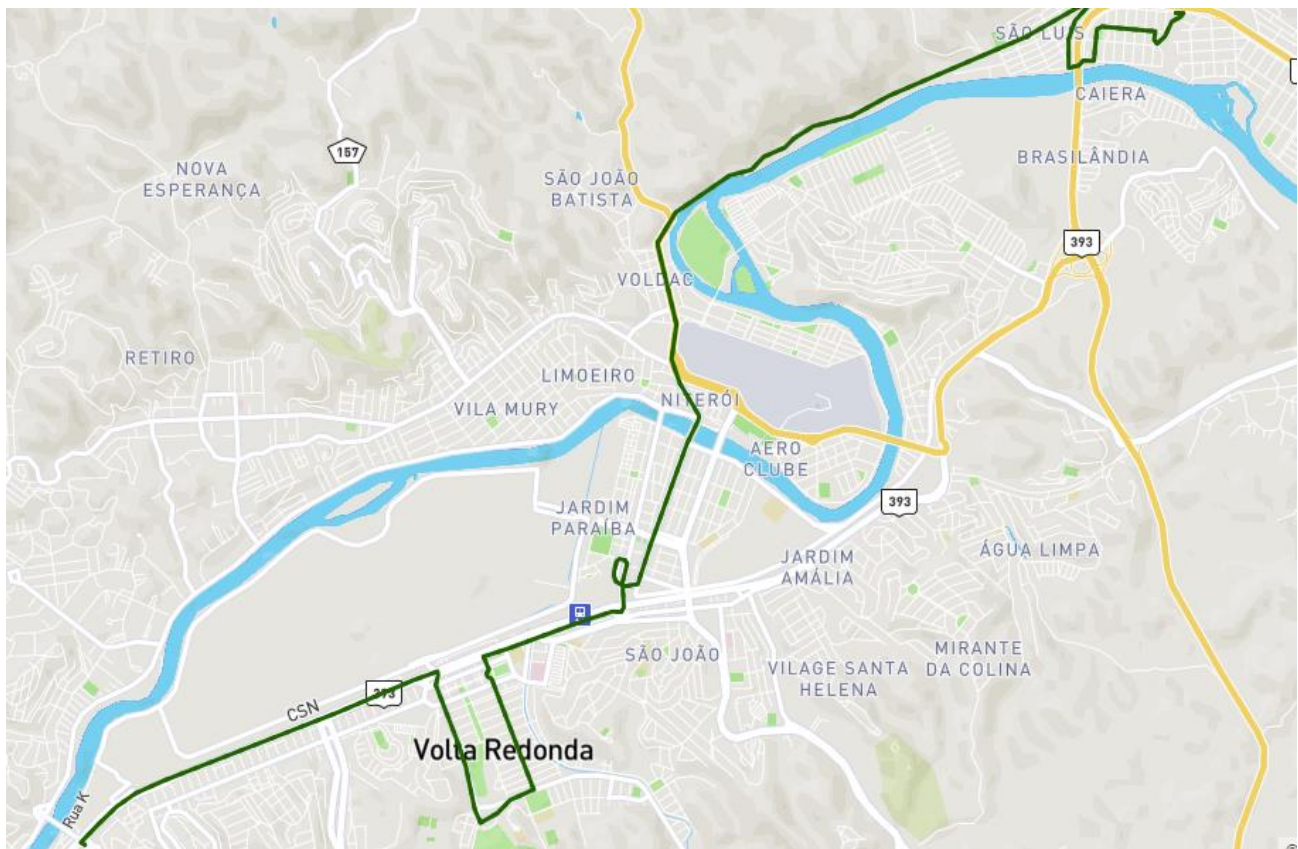 SÃO LUÍS
CAIERA
BRASILÂNDIA
157
NOVA
ESPERANÇA
SÃO JOÃO
BATISTA
393
VOLDAC
RETIRO
LIMOEIRO
VILA MURY
NITERÓI
AERO
CLUBE
393
JARDIM
PARAÍBA
JARDIM
AMÁLIA
ÁGUA LIMPA
SÃO JOÃO
VILAGE SANTA
HELENA
MIRANTE
DA COLINA
393
CSN
Volta Redonda
Rua K